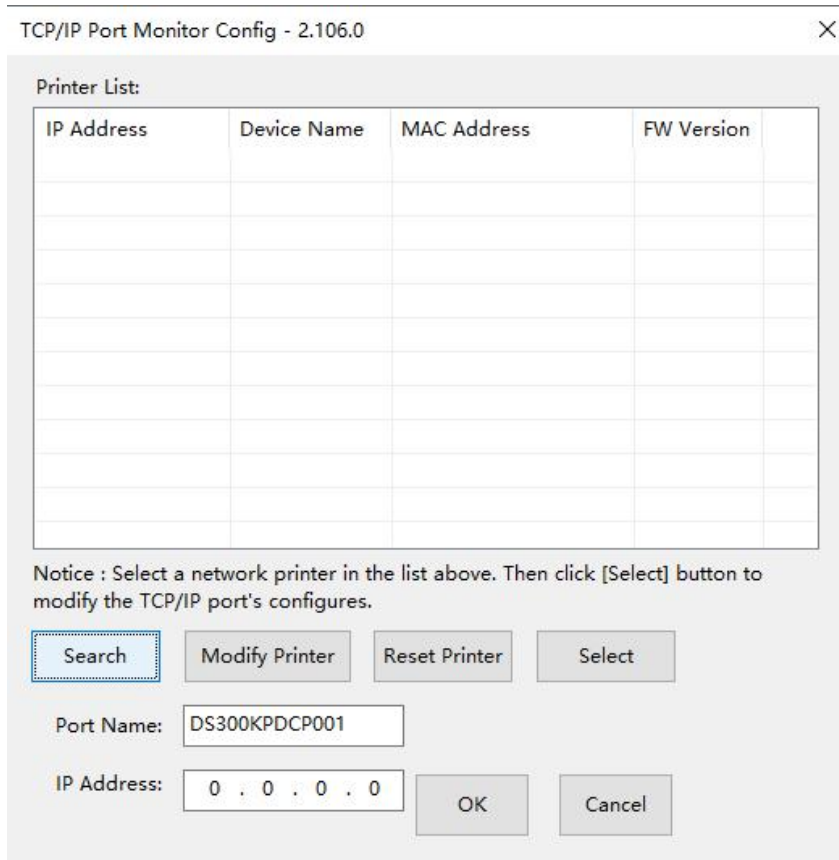 TCP/IP Port Monitor Config - 2.106.0
Printer List:
IP Address Device Name MAC Address FW Version
Notice : Select a network printer in the list above. Then click [Select] button to
modify the TCP/IP port's configures.
Search Modify Printer Reset Printer Select
Port Name: DS300KPDCP001
IP Address: 0 . 0 . 0 . 0
OK Cancel